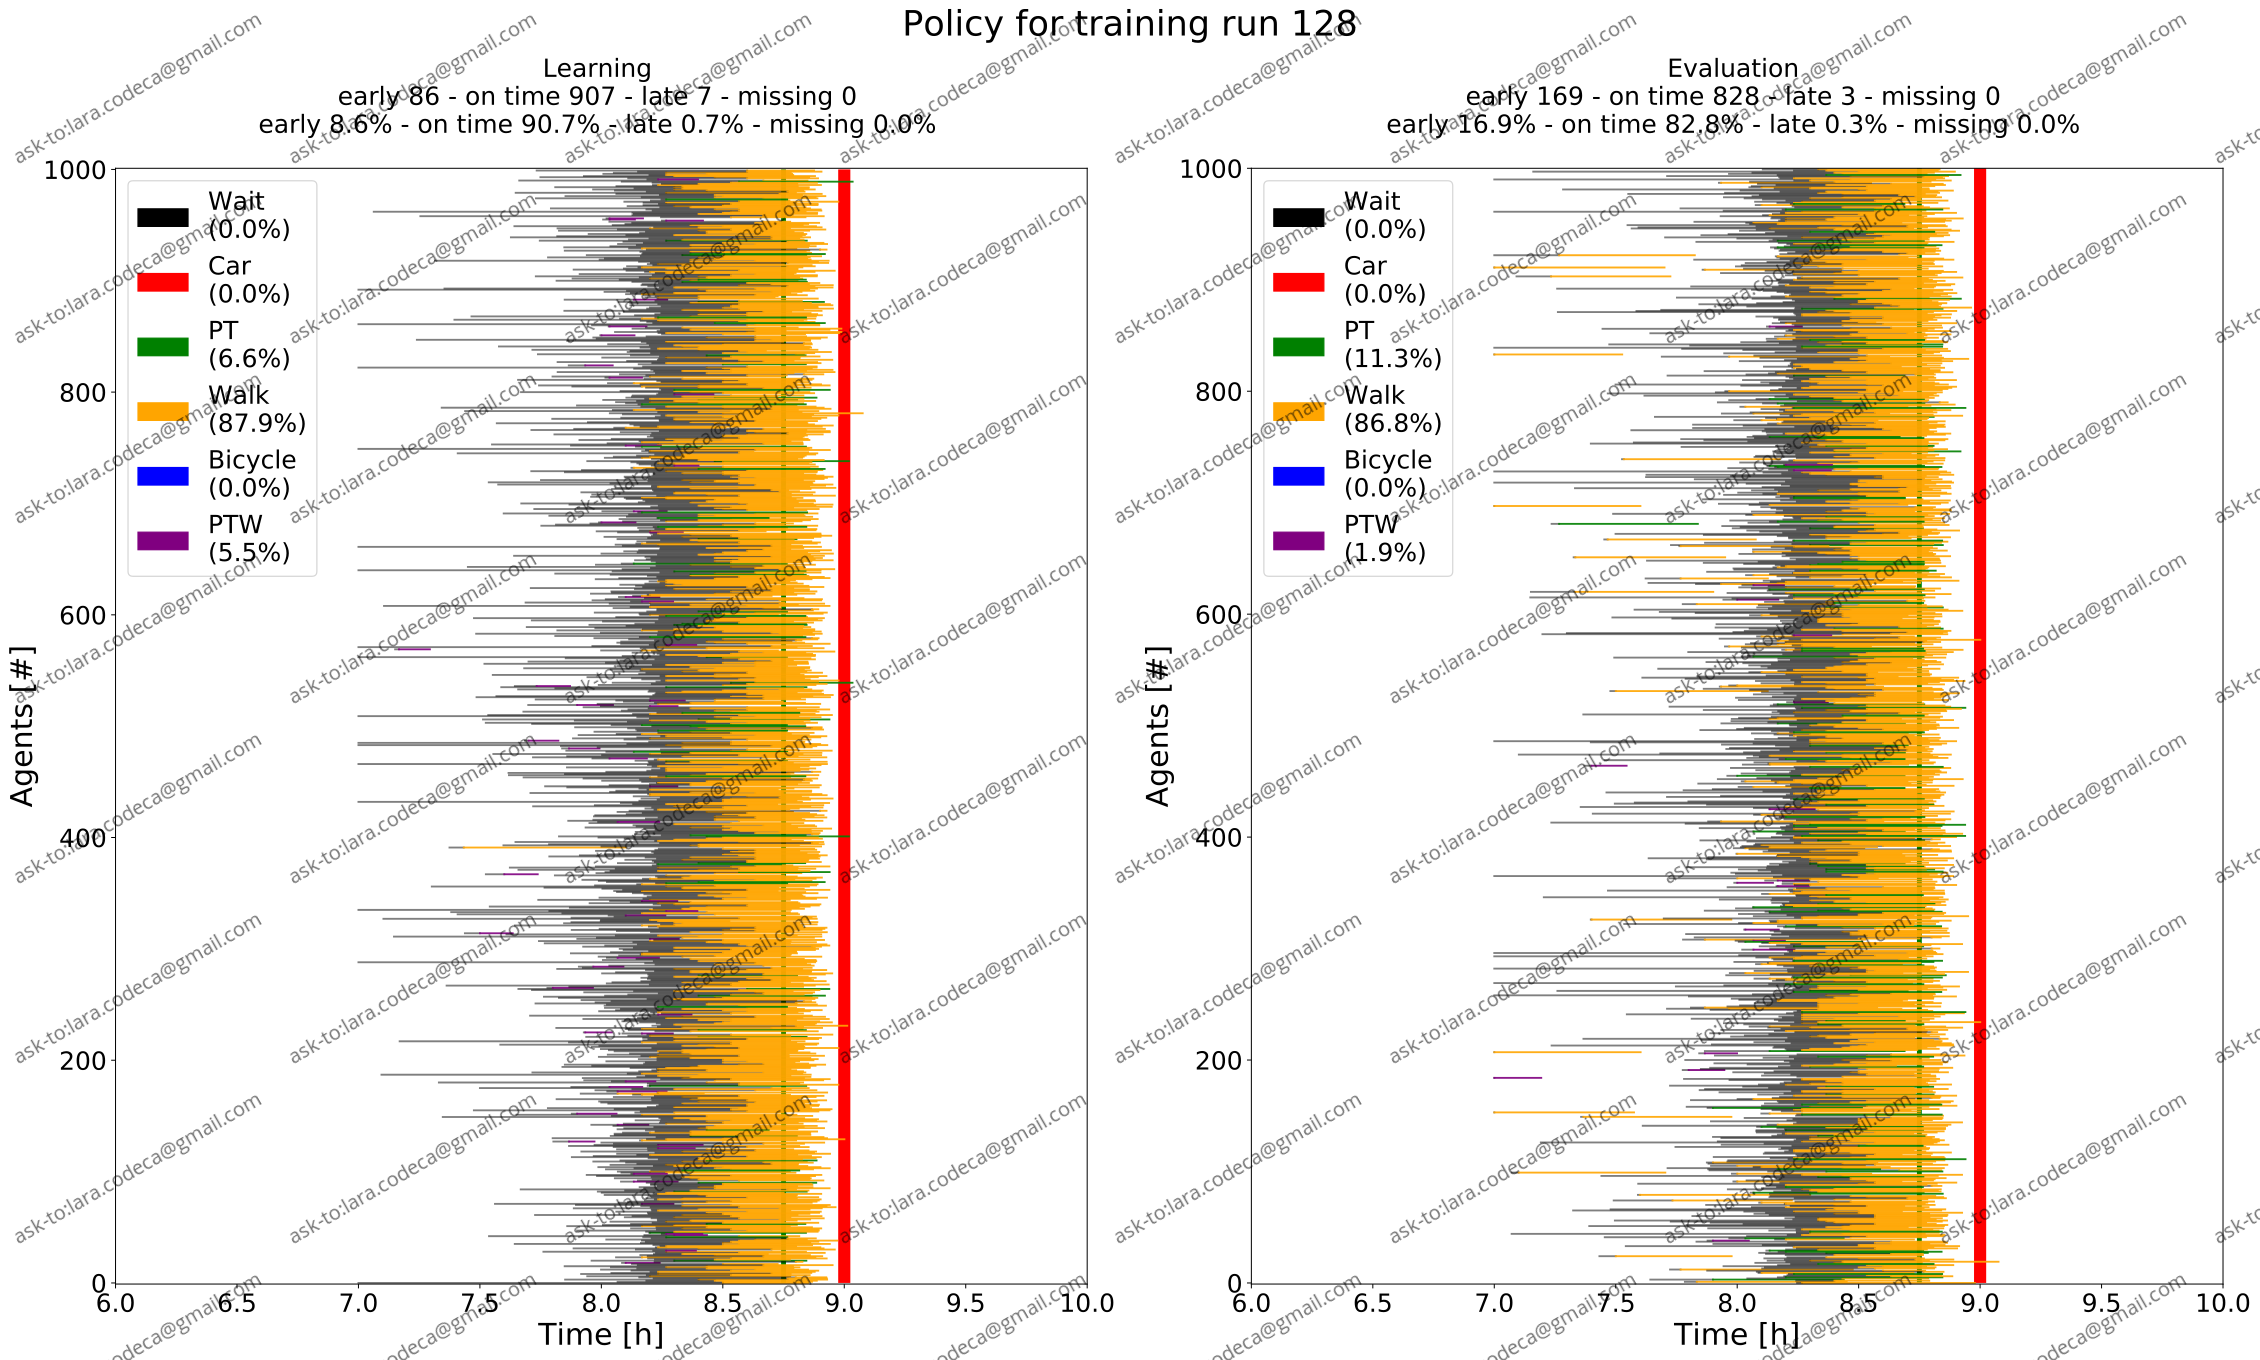 Policy for training run 128
Learning
early 86 - on time 907 - late 7 - missing 0
early 8.6% - on time 90.7% - late 0.7% - missing 0.0%
1000
800
600
400
200
0
Agents [#]
Wait
(0.0%)
Car
(0.0%)
PT
(6.6%)
Walk
(87.9%)
Bicycle
(0.0%)
PTW
(5.5%)
6.0 6.5 7.0 7.5 8.0 8.5 9.0 9.5 10.0
Time [h]
Evaluation
early 169 - on time 828 - late 3 - missing 0
early 16.9% - on time 82.8% - late 0.3% - missing 0.0%
1000
800
600
400
200
0
Agents [#]
Wait
(0.0%)
Car
(0.0%)
PT
(11.3%)
Walk
(86.8%)
Bicycle
(0.0%)
PTW
(1.9%)
6.0 6.5 7.0 7.5 8.0 8.5 9.0 9.5 10.0
Time [h]
ask-to:lara.codeca@gmail.com